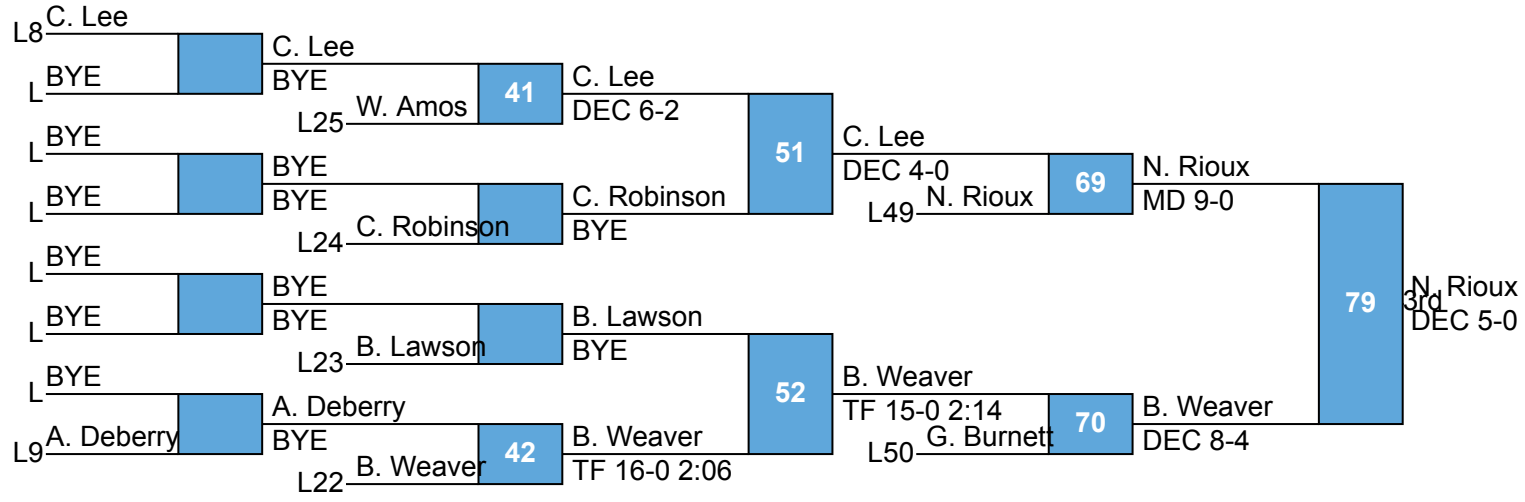 C. Lee
L8
C. Lee
BYE
BYE
L
C. Lee
41
W. Amos
DEC 6-2
L25
BYE
L
C. Lee
51
BYE
DEC 4-0
N. Rioux
69
BYE
BYE
MD 9-0
L
N. Rioux
L49
C. Robinson
C. Robinson
BYE
L24
BYE
L
BYE
N. Rioux
79
3rd
BYE
DEC 5-0
BYE
B. Lawson
L
B. Lawson
BYE
L23
BYE
L
B. Weaver
52
A. Deberry
TF 15-0 2:14
B. Weaver
70
BYE
G. Burnett
DEC 8-4
A. Deberry
B. Weaver
42
L9
L50
B. Weaver
TF 16-0 2:06
L22